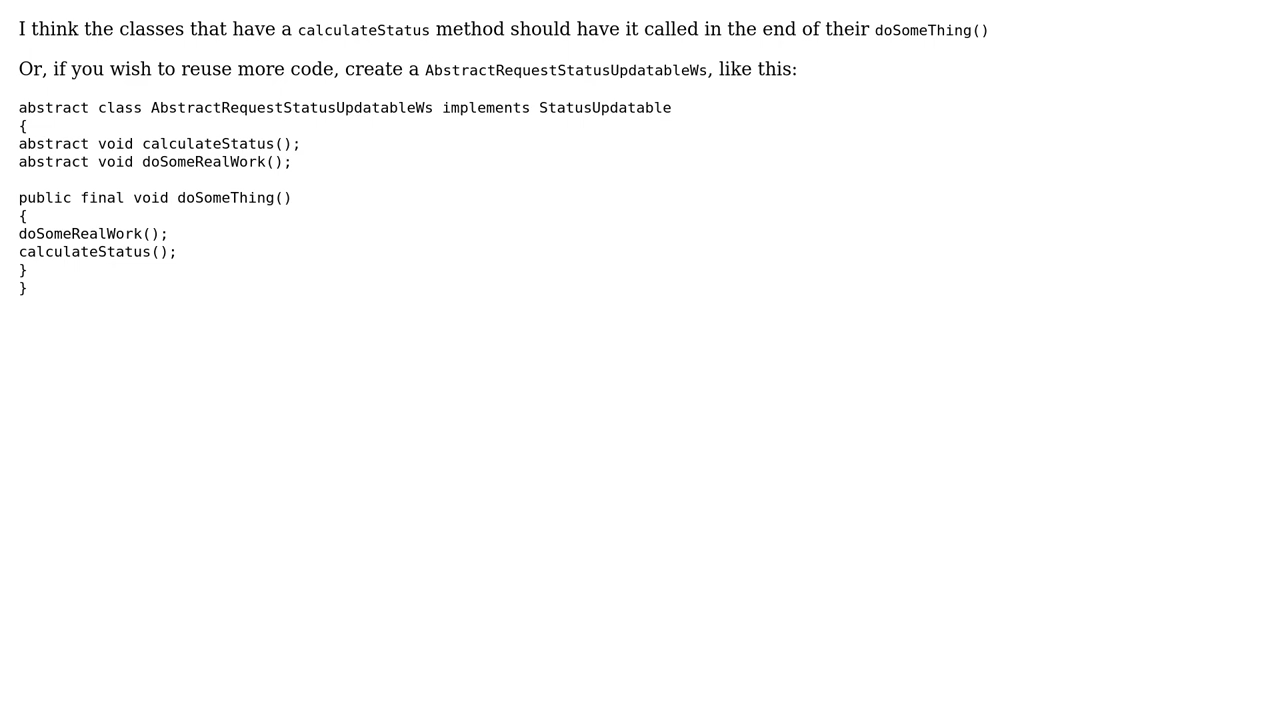 I think the classes that have a calculateStatus method should have it called in the end of their doSomeThing()
Or, if you wish to reuse more code, create a AbstractRequestStatusUpdatableWs, like this:
abstract class AbstractRequestStatusUpdatableWs implements StatusUpdatable
{
abstract void calculateStatus();
abstract void doSomeRealWork();
public final void doSomeThing()
{
doSomeRealWork();
calculateStatus();
}
}